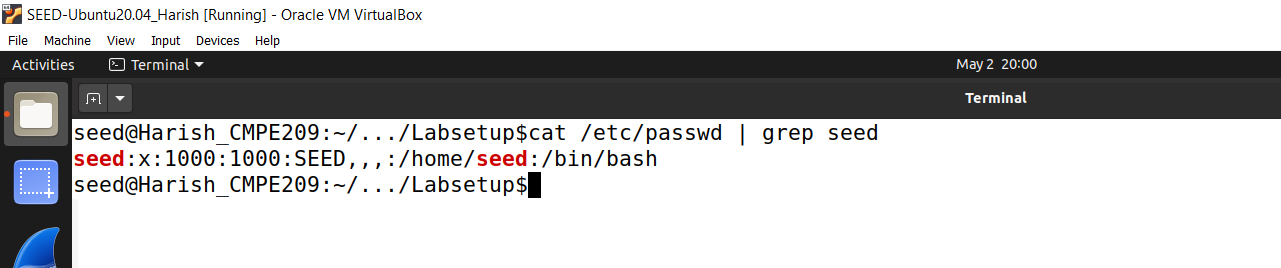 SEED-Ubuntu20.04_Harish [Running] - Oracle VM VirtualBox
File Machine View Input Devices Help
Activities Terminal May 2 20:00
Terminal
seed@Harish_CMPE209:~/.../Labsetup$cat /etc/passwd | grep seed
seed:x:1000:1000:SEED,,,:/home/seed:/bin/bash
seed@Harish_CMPE209:~/.../Labsetup$